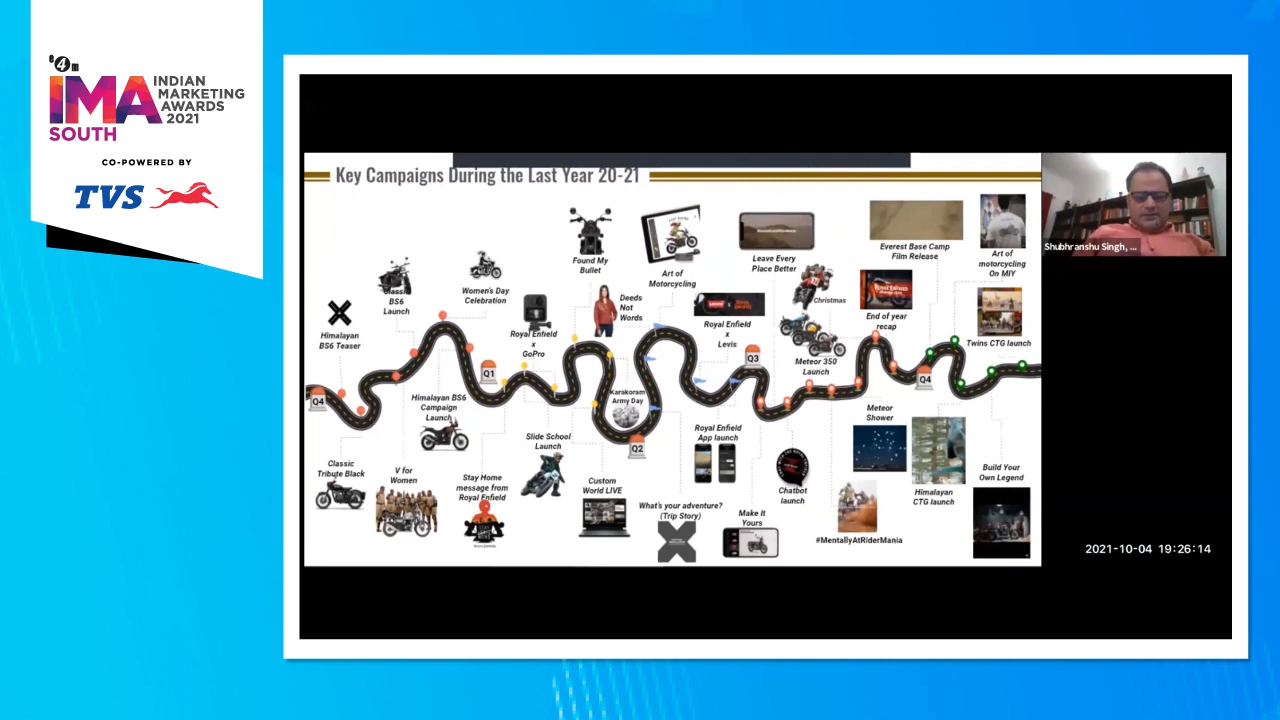 e4m
IMA
INDIAN
MARKETING
AWARDS
2021
SOUTH
CO-POWERED BY
TVS
Key Campaigns During the Last Year 20-21
Shubhranshu Singh, ...
2021-10-04 19:26:14
Himalayan
BS6 Teaser
Classic
BS6
Launch
Women's Day
Celebration
Royal Enfield
x
GoPro
Found My
Bullet
Deeds
Not
Words
Art of
Motorcycling
Royal Enfield
x
Levis
Leave Every
Place Better
Christmas
Meteor 350
Launch
Everest Base Camp
Film Release
End of year
recap
Art of
motorcycling
On MIY
Twins CTG launch
Q4
Q1
Karakoram
Army Day
Q2
Q3
Q4
Classic
Tribute Black
V for
Women
Himalayan BS6
Campaign
Launch
Stay Home
message from
Royal Enfield
Slide School
Launch
Custom
World LIVE
What's your adventure?
(Trip Story)
Royal Enfield
App launch
Make It
Yours
Chatbot
launch
#MentallyAtRiderMania
Meteor
Shower
Himalayan
CTG launch
Build Your
Own Legend